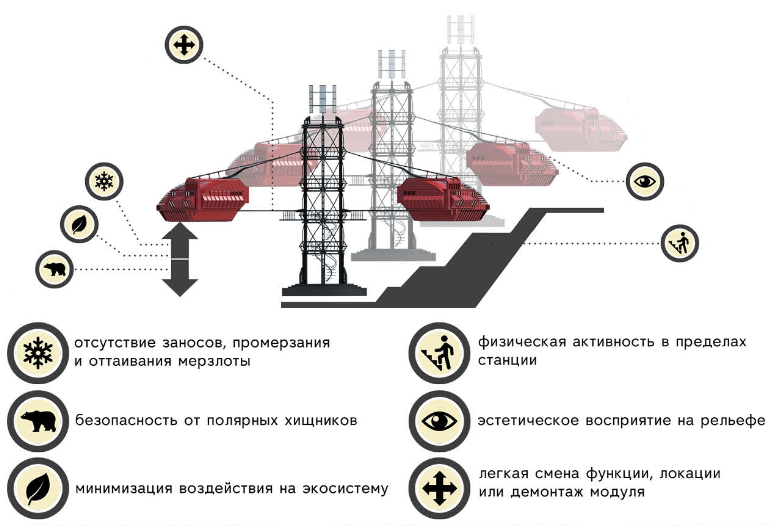 отсутствие заносов, промерзания
и оттаивания мерзлоты
физическая активность в пределах
станции
безопасность от полярных хищников
эстетическое восприятие на рельефе
минимизация воздействия на экосистему
легкая смена функции, локации
или демонтаж модуля